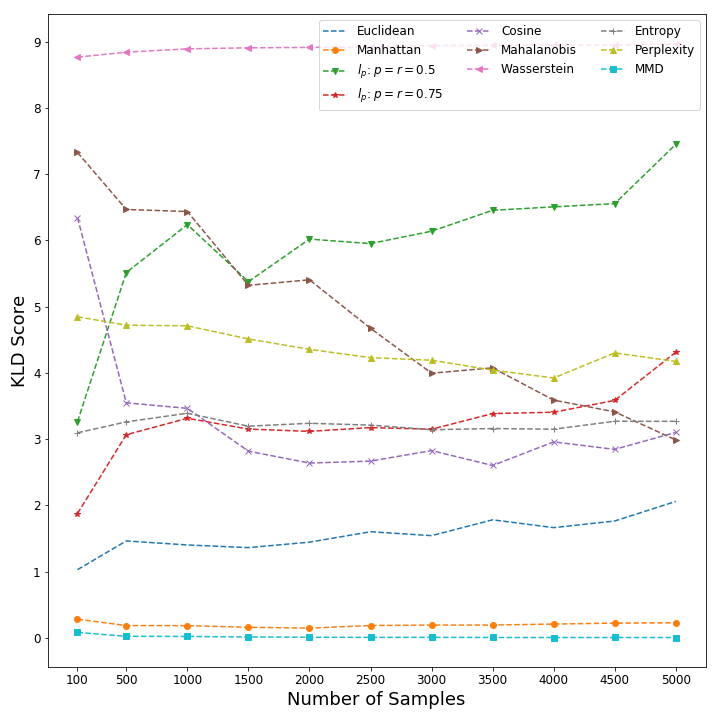 Euclidean
Manhattan
l_p: p = r = 0.5
l_p: p = r = 0.75
Cosine
Mahalanobis
Wasserstein
Entropy
Perplexity
MMD
9
8
7
6
5
4
3
2
1
0
KLD Score
100 500 1000 1500 2000 2500 3000 3500 4000 4500 5000
Number of Samples